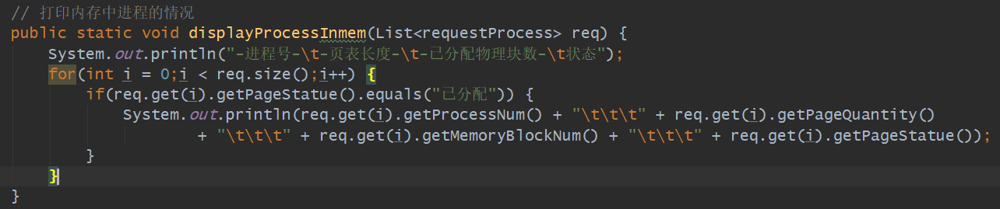 // 打印内存中进程的情况
public static void displayProcessInmem(List<requestProcess> req) {
    System.out.println("-进程号-\t-页表长度-\t-已分配物理块数-\t状态");
    for(int i = 0;i < req.size();i++) {
        if(req.get(i).getPageStatue().equals("已分配")) {
            System.out.println(req.get(i).getProcessNum() + "\t\t\t" + req.get(i).getPageQuantity()
                    + "\t\t\t" + req.get(i).getMemoryBlockNum() + "\t\t\t" + req.get(i).getPageStatue());
        }
    }
}